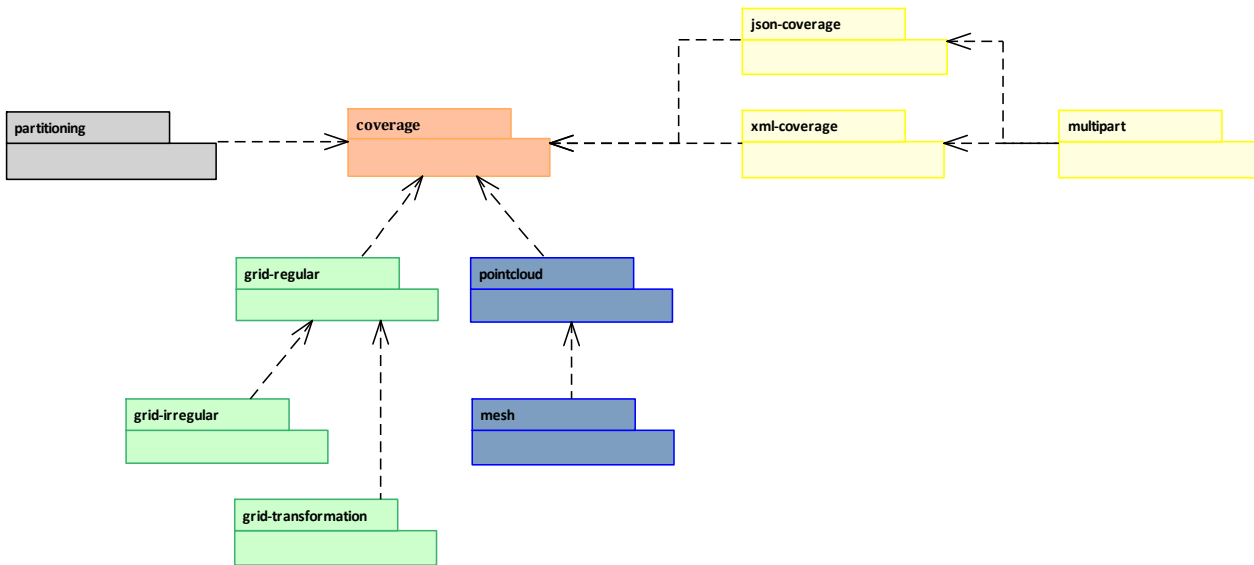 json-coverage
partitioning
coverage
xml-coverage
multipart
grid-regular
pointcloud
grid-irregular
mesh
grid-transformation